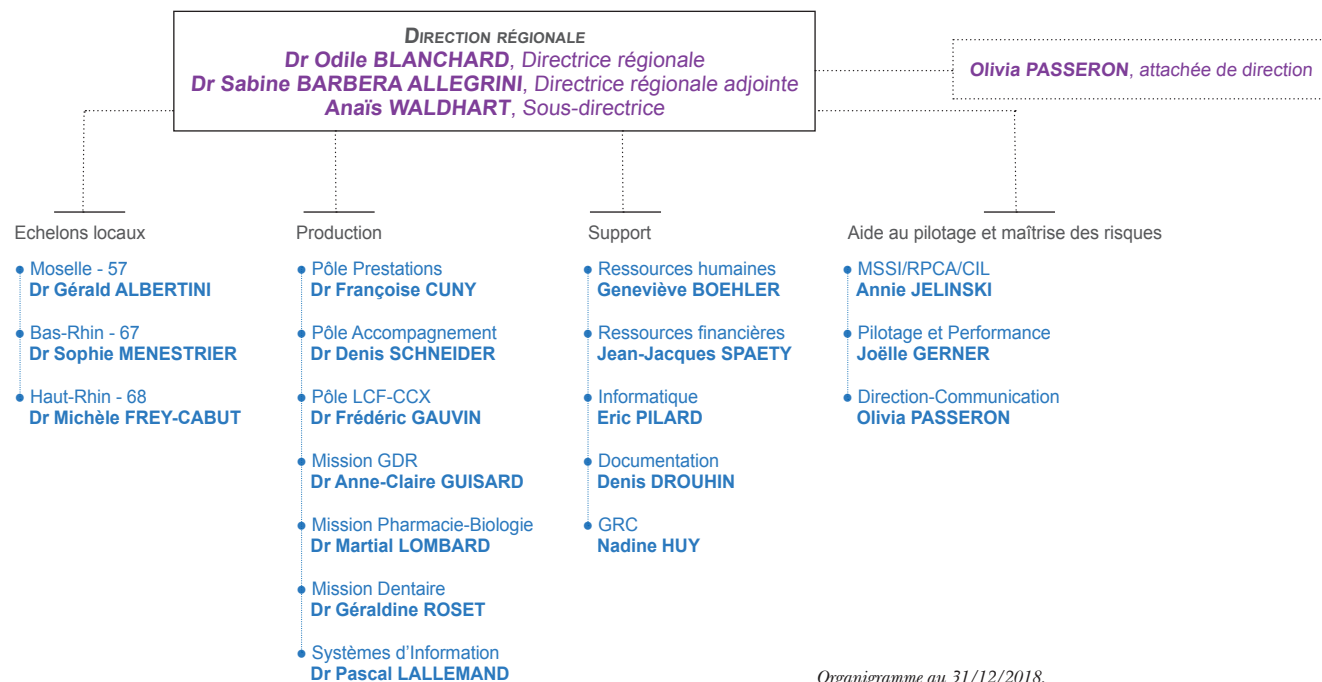 DIRECTION RÉGIONALE
Dr Odile BLANCHARD, Directrice régionale
Dr Sabine BARBERA ALLEGRINI, Directrice régionale adjointe
Anaïs WALDHART, Sous-directrice
Olivia PASSERON, attachée de direction
Echelons locaux
Moselle - 57
Dr Gérald ALBERTINI
Bas-Rhin - 67
Dr Sophie MENESTRIER
Haut-Rhin - 68
Dr Michèle FREY-CABUT
Production
Pôle Prestations
Dr Françoise CUNY
Pôle Accompagnement
Dr Denis SCHNEIDER
Pôle LCF-CCX
Dr Frédéric GAUVIN
Mission GDR
Dr Anne-Claire GUISARD
Mission Pharmacie-Biologie
Dr Martial LOMBARD
Mission Dentaire
Dr Géraldine ROSET
Systèmes d'Information
Dr Pascal LALLEMAND
Support
Ressources humaines
Geneviève BOEHLER
Ressources financières
Jean-Jacques SPAETY
Informatique
Eric PILARD
Documentation
Denis DROUHIN
GRC
Nadine HUY
Aide au pilotage et maîtrise des risques
MSSI/RPCA/CIL
Annie JELINSKI
Pilotage et Performance
Joëlle GERNER
Direction-Communication
Olivia PASSERON
Organigramme au 31/12/2018.